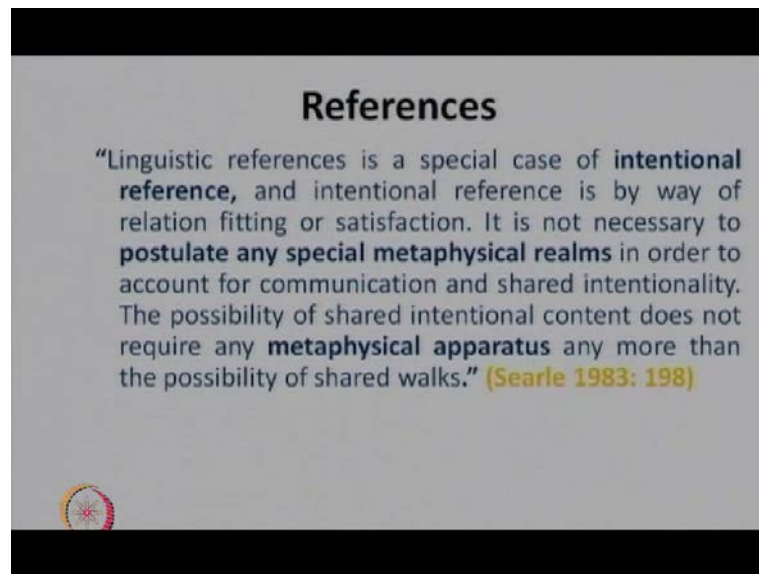 References
“Linguistic references is a special case of intentional
reference, and intentional reference is by way of
relation fitting or satisfaction. It is not necessary to
postulate any special metaphysical realms in order to
account for communication and shared intentionality.
The possibility of shared intentional content does not
require any metaphysical apparatus any more than
the possibility of shared walks.” (Searle 1983: 198)